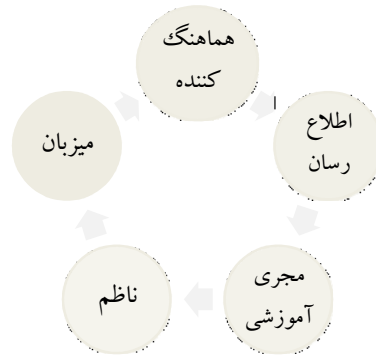 هماهنگ
کننده
اطلاع
رسان
مجری
آموزشی
ناظم
میزبان